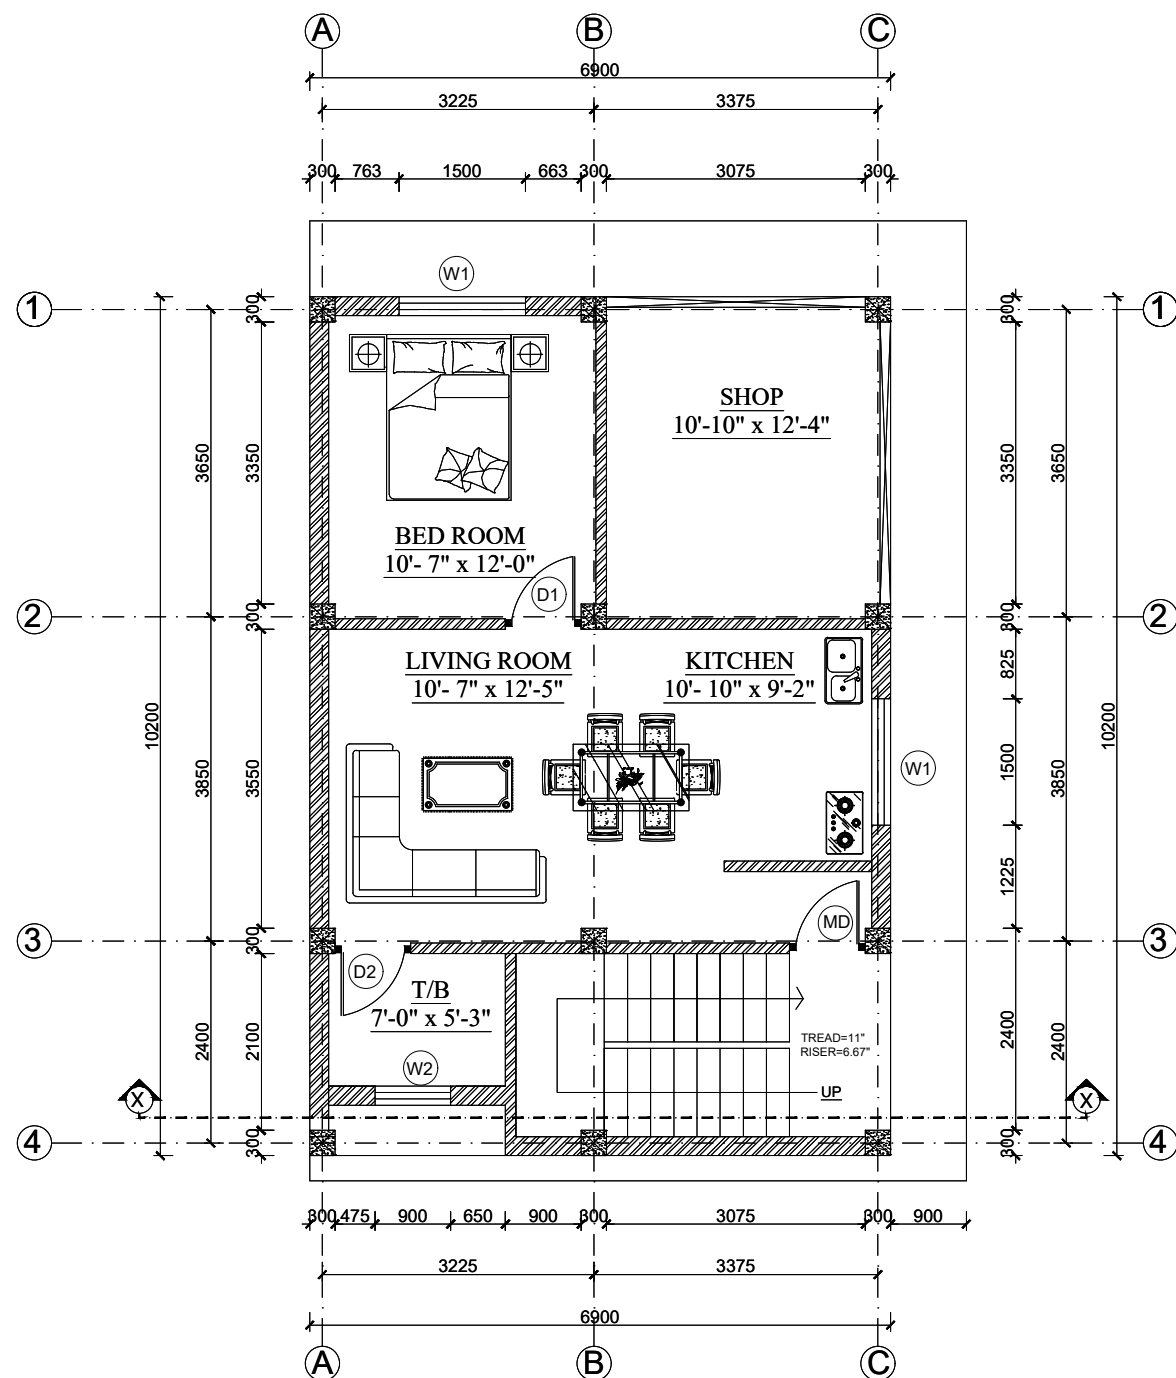 A B C
6900
3225 3375
300 763 1500 663 300 3075 300
W1
1 1
300 300
SHOP
10'-10" x 12'-4"
3650 3350 3350 3650
BED ROOM
10'- 7" x 12'-0"
D1
2 2
300 300
LIVING ROOM KITCHEN
10'- 7" x 12'-5" 10'- 10" x 9'-2"
825
10200 3850 3550 1500 3850 10200
W1
1225
MD
3 3
300
D2
T/B
7'-0" x 5'-3"
2400 2100 2400 2400
TREAD=11"
RISER=6.67"
W2
UP
X X
4 4
300 300
300 475 900 650 900 300 3075 300 900
3225 3375
6900
A B C